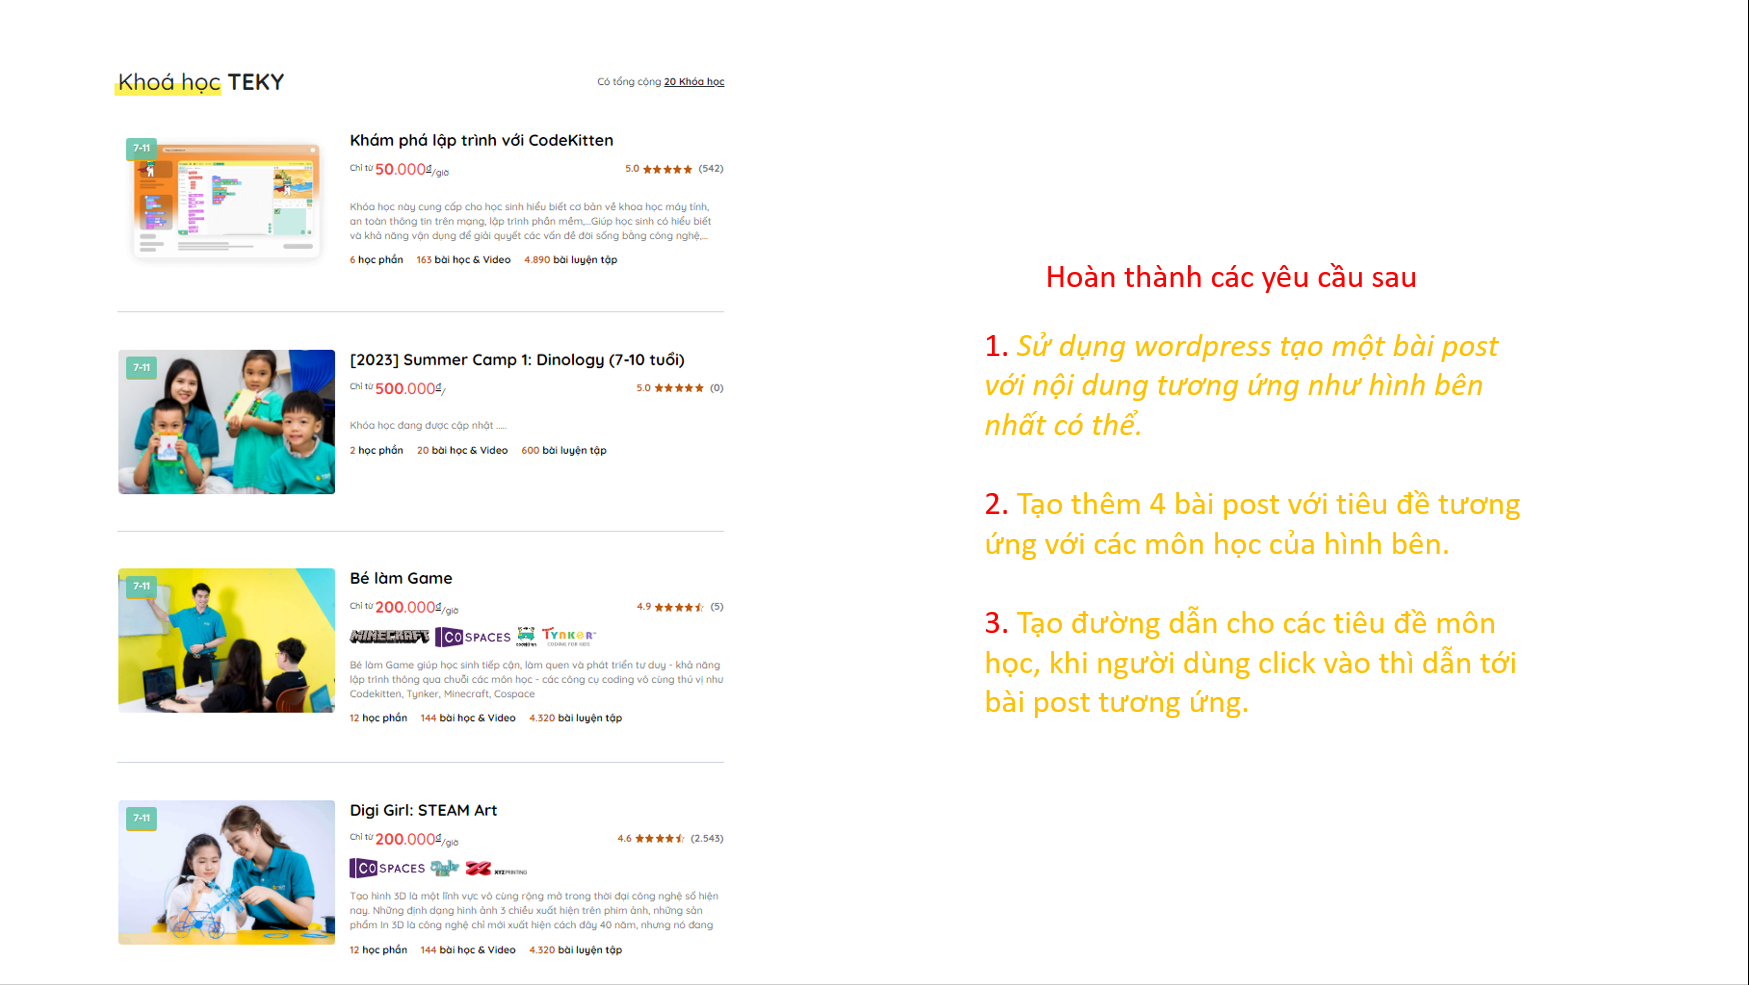 Khoá học TEKY
Có tổng cộng 20 Khóa học
7-11
Khám phá lập trình với CodeKitten
Chỉ từ 50.000₫/giờ
5.0 ★★★★★ (542)
Khóa học này cung cấp cho học sinh hiểu biết cơ bản về khoa học máy tính,
an toàn thông tin trên mạng, lập trình phần mềm,...Giúp học sinh có hiểu biết
và khả năng vận dụng để giải quyết các vấn đề đời sống bằng công nghệ,...
6 học phần 163 bài học & Video 4.890 bài luyện tập
7-11
[2023] Summer Camp 1: Dinology (7-10 tuổi)
Chỉ từ 500.000₫/
5.0 ★★★★★ (0)
Khóa học đang được cập nhật .....
2 học phần 20 bài học & Video 600 bài luyện tập
7-11
Bé làm Game
Chỉ từ 200.000₫/giờ
4.9 (5)
MINECRAFT COSPACES TYNKER
CODING FOR KIDS
Bé làm Game giúp học sinh tiếp cận, làm quen và phát triển tư duy - khả năng
lập trình thông qua chuỗi các môn học - các công cụ coding vô cùng thú vị như
Codekitten, Tynker, Minecraft, Cospace
12 học phần 144 bài học & Video 4.320 bài luyện tập
7-11
Digi Girl: STEAM Art
Chỉ từ 200.000₫/giờ
4.6 (2.543)
COSPACES XYZPRINTING
Tạo hình 3D là một lĩnh vực vô cùng rộng mở trong thời đại công nghệ số hiện
nay. Những định dạng hình ảnh 3 chiều xuất hiện trên phim ảnh, những sản
phẩm In 3D là công nghệ chỉ mới xuất hiện cách đây 40 năm, nhưng nó đang
12 học phần 144 bài học & Video 4.320 bài luyện tập
Hoàn thành các yêu cầu sau
1. Sử dụng wordpress tạo một bài post
với nội dung tương ứng như hình bên
nhất có thể.
2. Tạo thêm 4 bài post với tiêu đề tương
ứng với các môn học của hình bên.
3. Tạo đường dẫn cho các tiêu đề môn
học, khi người dùng click vào thì dẫn tới
bài post tương ứng.